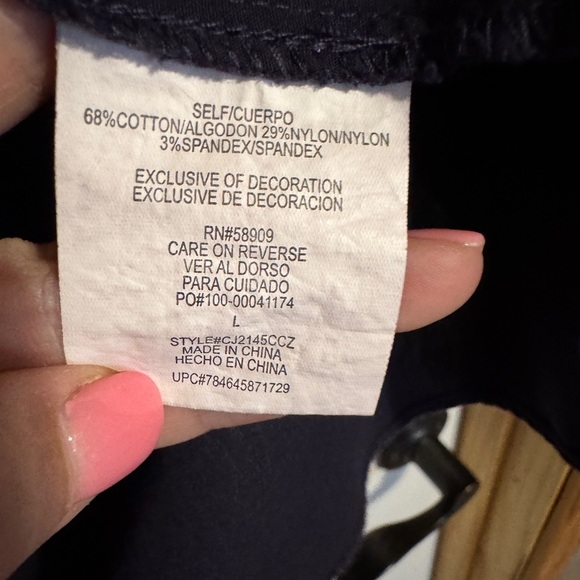 SELF/CUERPO
68%COTTON/ALGODON 29%NYLON/NYLON
3%SPANDEX/SPANDEX
EXCLUSIVE OF DECORATION
EXCLUSIVE DE DECORACION
RN#58909
CARE ON REVERSE
VER AL DORSO
PARA CUIDADO
PO#100-00041174
L
STYLE#CJ2145CCZ
MADE IN CHINA
HECHO EN CHINA
UPC#784645871729